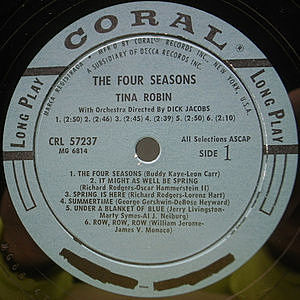 CORAL
MARCA REGISTRADA
MFR'D BY CORAL RECORDS INC.
A SUBSIDIARY OF DECCA RECORDS INC.
LONG PLAY
LONG PLAY
THE FOUR SEASONS
TINA ROBIN
With Orchestra Directed By DICK JACOBS
1. (2:50) 2. (2:46) 3. (2:45) 4. (2:39) 5. (2:50) 6. (2:10)
CRL 57237
All Selections ASCAP
MG 6814
SIDE 1
1. THE FOUR SEASONS (Buddy Kaye-Leon Carr)
2. IT MIGHT AS WELL BE SPRING
(Richard Rodgers-Oscar Hammerstein II)
3. SPRING IS HERE (Richard Rodgers-Lorenz Hart)
4. SUMMERTIME (George Gershwin-DuBose Heyward)
5. UNDER A BLANKET OF BLUE (Jerry Livingston-
Marty Symes-Al J. Neiburg)
6. ROW, ROW, ROW (William Jerome-
James V. Monaco)